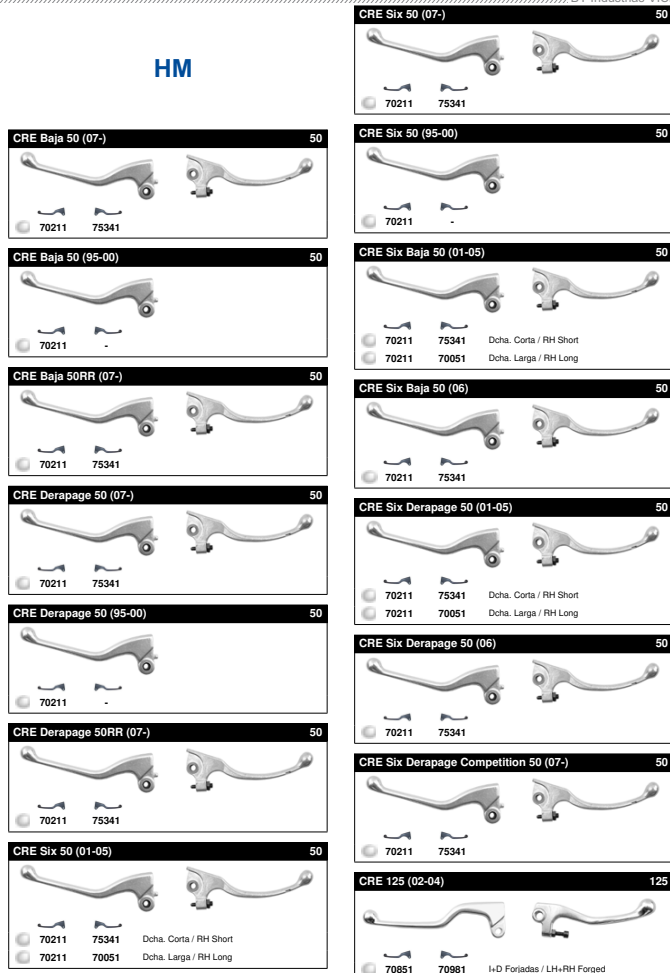 HM
CRE Baja 50 (07-) 50
70211 75341
CRE Baja 50 (95-00) 50
70211 -
CRE Baja 50RR (07-) 50
70211 75341
CRE Derapage 50 (07-) 50
70211 75341
CRE Derapage 50 (95-00) 50
70211 -
CRE Derapage 50RR (07-) 50
70211 75341
CRE Six 50 (01-05) 50
70211 75341 Dcha. Corta / RH Short
70211 70051 Dcha. Larga / RH Long
CRE Six 50 (07-) 50
70211 75341
CRE Six 50 (95-00) 50
70211 -
CRE Six Baja 50 (01-05) 50
70211 75341 Dcha. Corta / RH Short
70211 70051 Dcha. Larga / RH Long
CRE Six Baja 50 (06) 50
70211 75341
CRE Six Derapage 50 (01-05) 50
70211 75341 Dcha. Corta / RH Short
70211 70051 Dcha. Larga / RH Long
CRE Six Derapage 50 (06) 50
70211 75341
CRE Six Derapage Competition 50 (07-) 50
70211 75341
CRE 125 (02-04) 125
70851 70981 I+D Forjadas / LH+RH Forged